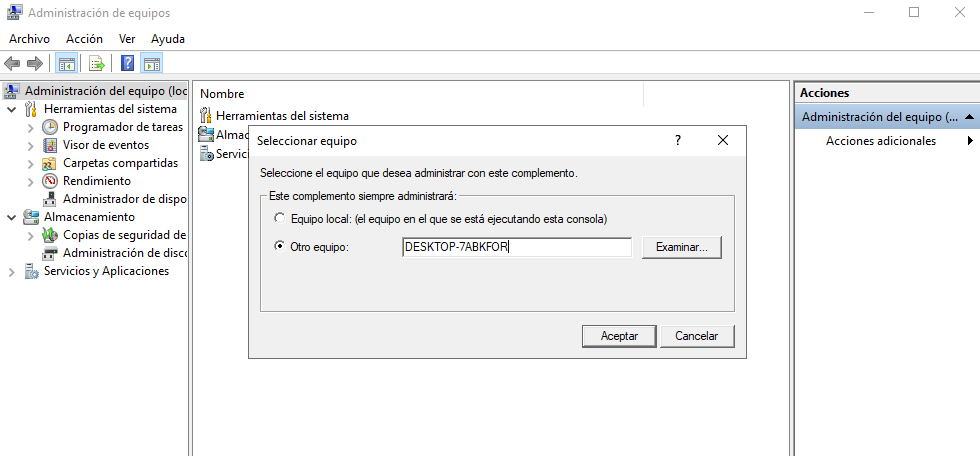 Administración de equipos
Archivo Acción Ver Ayuda
Administración del equipo (loc
Herramientas del sistema
Programador de tareas
Visor de eventos
Carpetas compartidas
Rendimiento
Administrador de dispo
Almacenamiento
Copias de seguridad de
Administración de disco
Servicios y Aplicaciones
Nombre
Herramientas del sistema
Almac
Servici
Seleccionar equipo
Seleccione el equipo que desea administrar con este complemento.
Este complemento siempre administrará:
Equipo local: (el equipo en el que se está ejecutando esta consola)
Otro equipo: DESKTOP-7ABKFOR Examinar...
Aceptar Cancelar
Acciones
Administración del equipo (...
Acciones adicionales